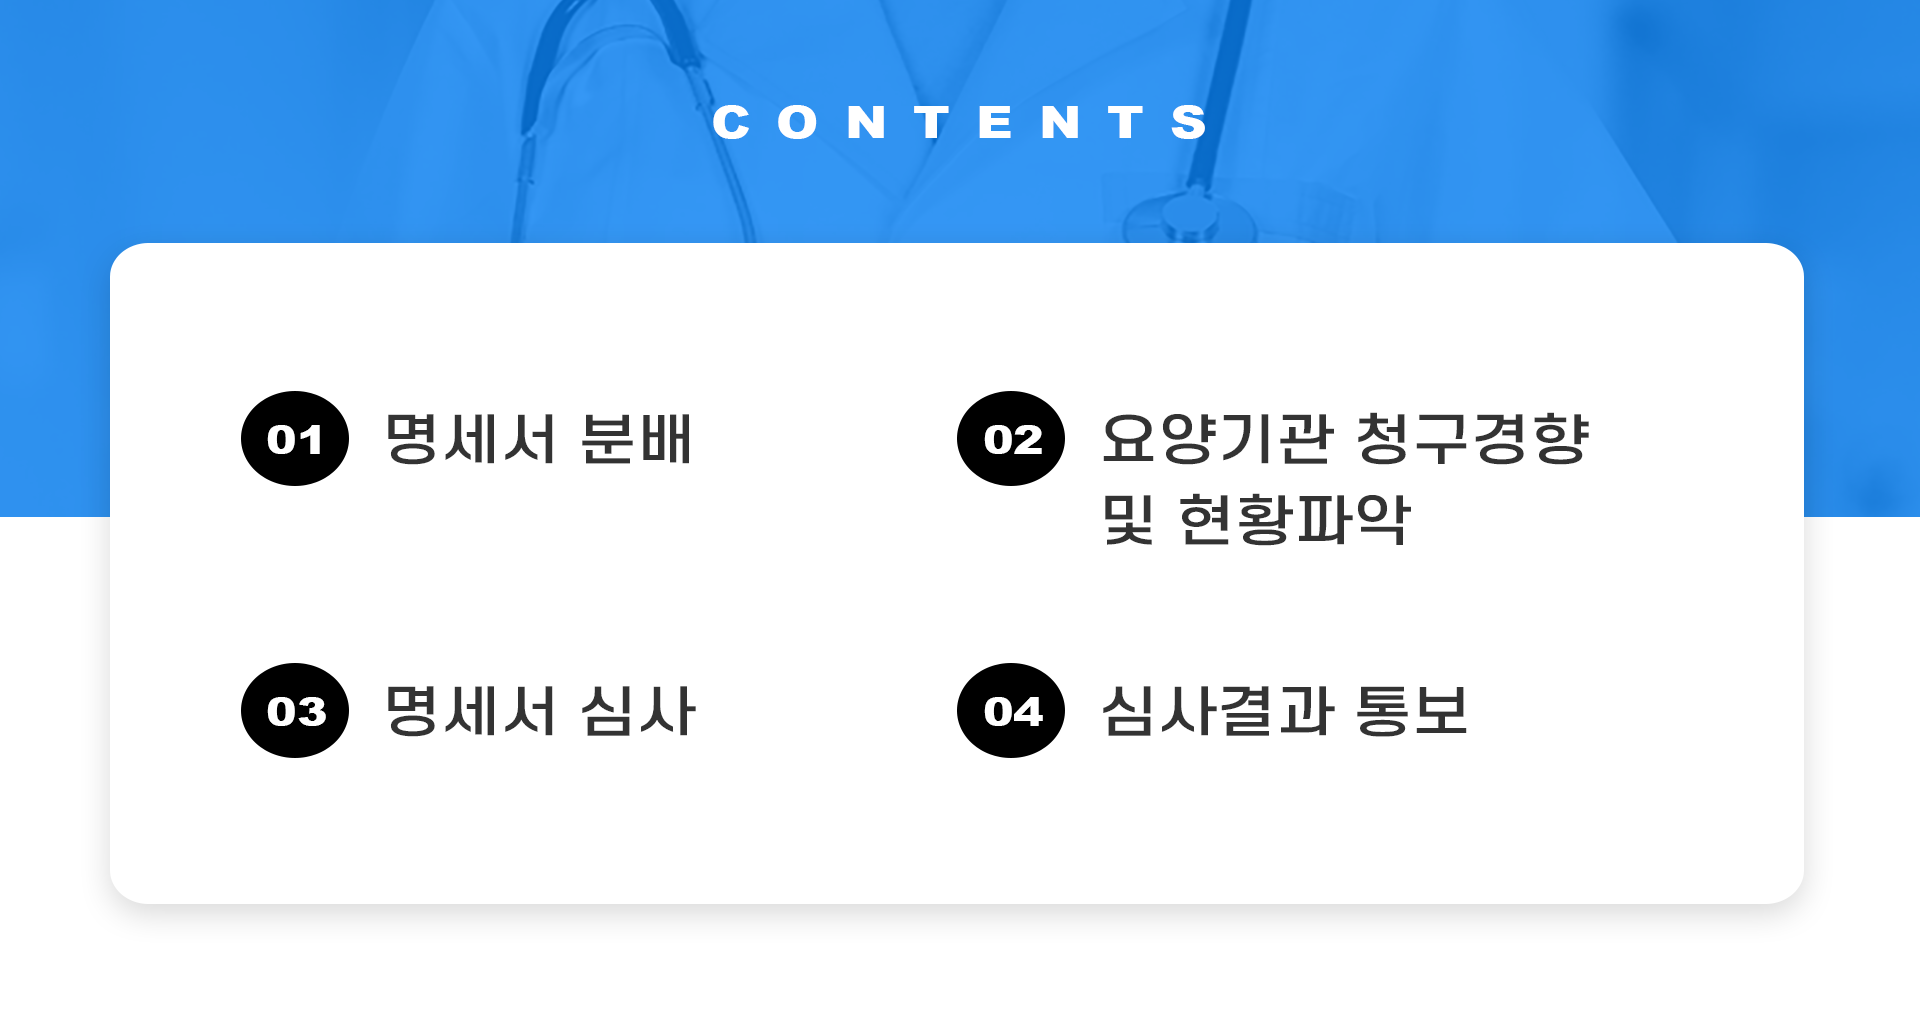 CONTENTS
01 명세서 분배
02 요양기관 청구경향
및 현황파악
03 명세서 심사
04 심사결과 통보